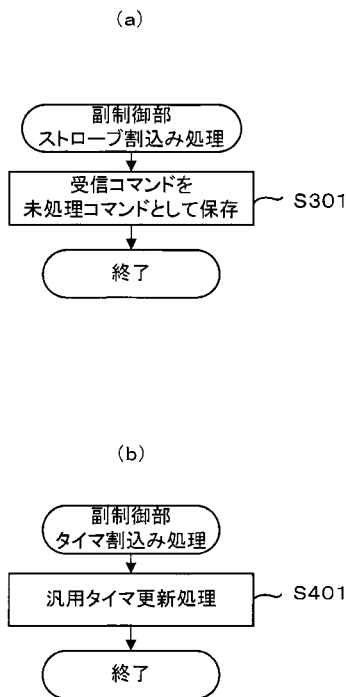 (a)
副制御部
ストローブ割込み処理
受信コマンドを
未処理コマンドとして保存
S301
終了
(b)
副制御部
タイマ割込み処理
汎用タイマ更新処理
S401
終了